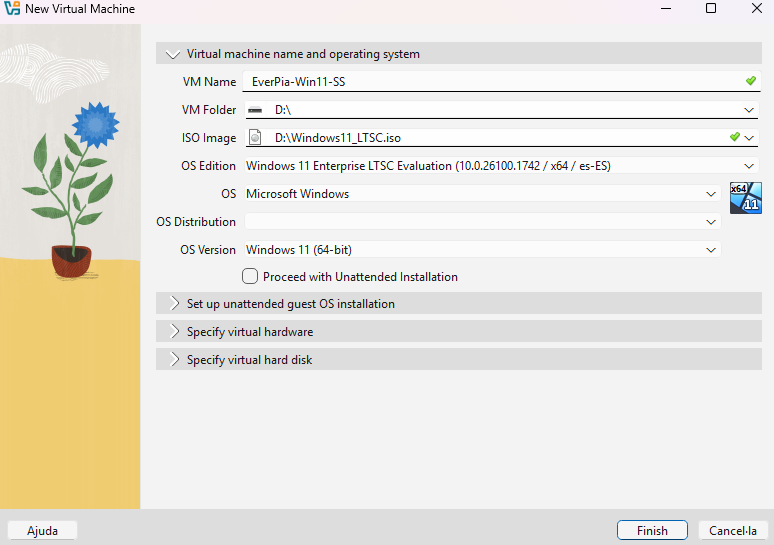 New Virtual Machine
Virtual machine name and operating system
VM Name EverPia-Win11-SS
VM Folder D:\
ISO Image D:\Windows11_LTSC.iso
OS Edition Windows 11 Enterprise LTSC Evaluation (10.0.26100.1742 / x64 / es-ES)
OS Microsoft Windows
x64
11
OS Distribution
OS Version Windows 11 (64-bit)
Proceed with Unattended Installation
Set up unattended guest OS installation
Specify virtual hardware
Specify virtual hard disk
Ajuda Finish Cancel·la